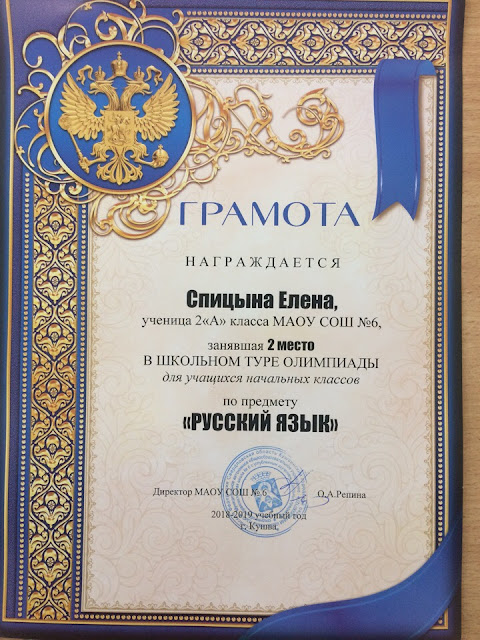 ГРАМОТА
НАГРАЖДАЕТСЯ
Спицына Елена,
ученица 2«А» класса МАОУ СОШ №6,
занявшая 2 место
В ШКОЛЬНОМ ТУРЕ ОЛИМПИАДЫ
для учащихся начальных классов
по предмету
«РУССКИЙ ЯЗЫК»
Директор МАОУ СОШ № 6 О.А.Репина
2018-2019 учебный год
г. Кушва,